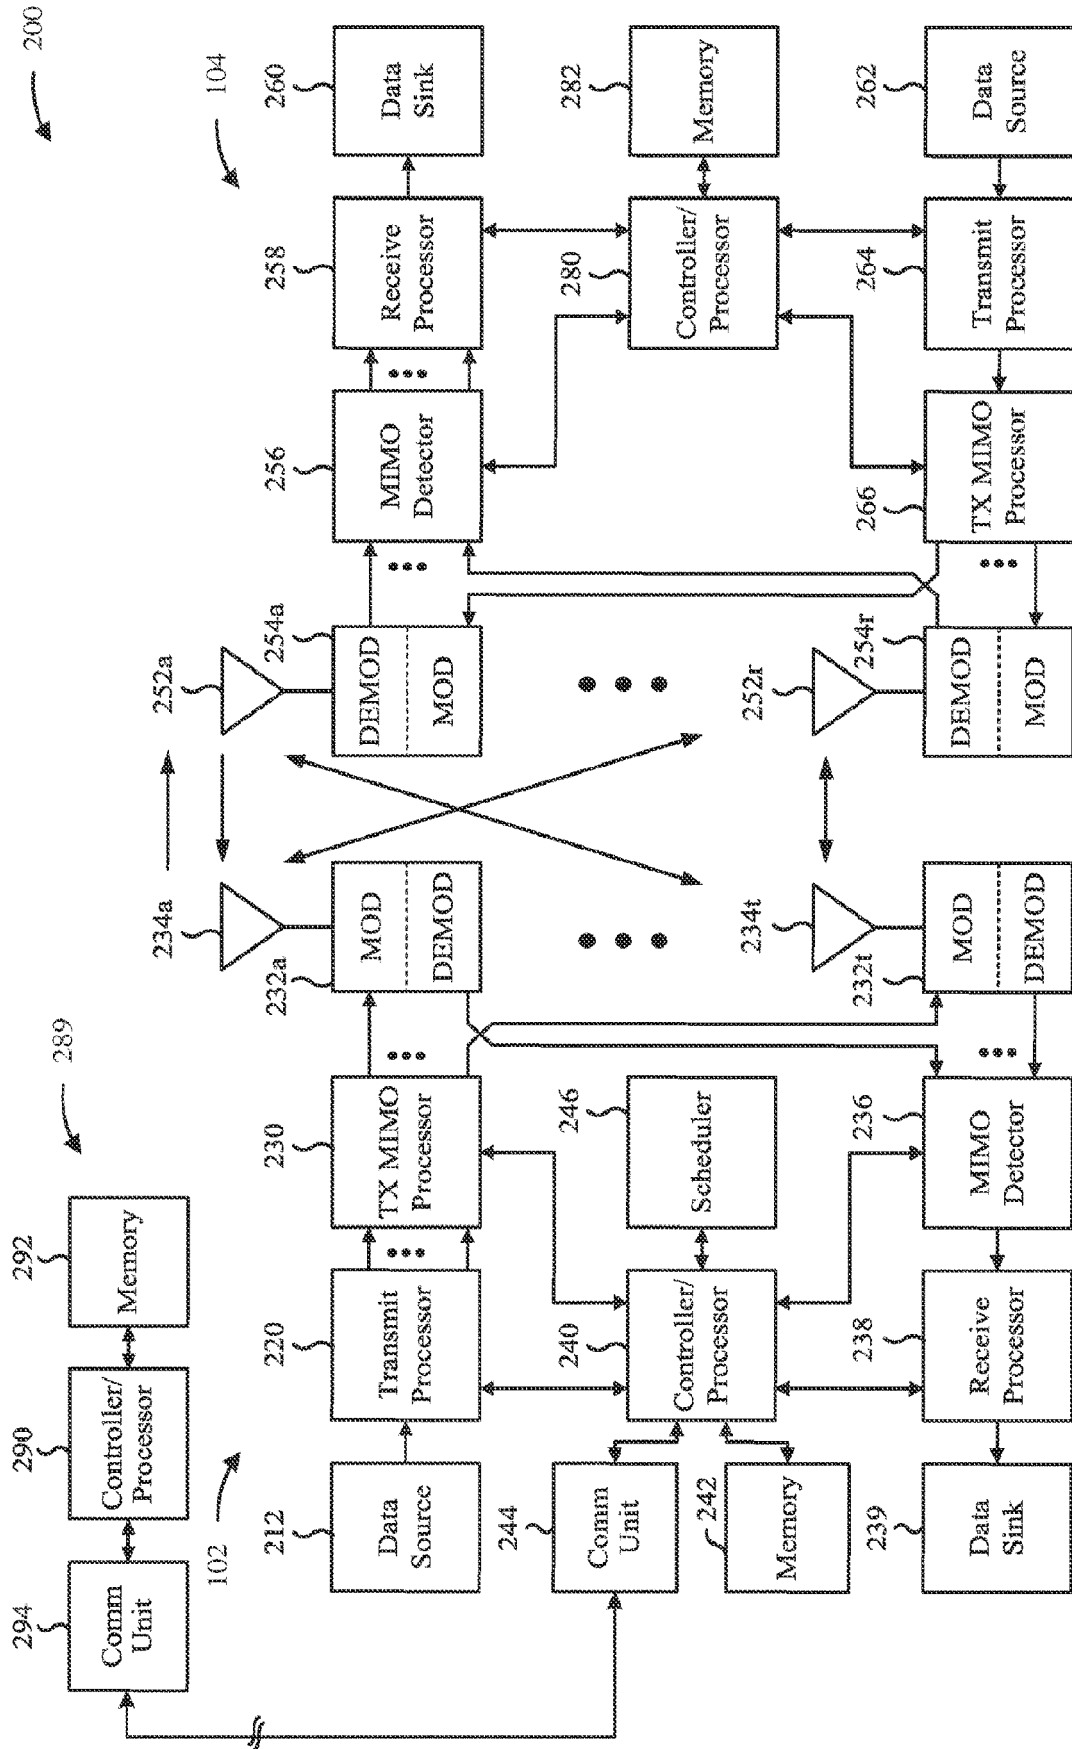 200
289
294
Comm
Unit
290
Controller/
Processor
292
Memory
102
104
212
Data
Source
220
Transmit
Processor
230
TX MIMO
Processor
232a
MOD
DEMOD
234a
252a
254a
DEMOD
MOD
256
MIMO
Detector
258
Receive
Processor
260
Data
Sink
244
Comm
Unit
242
Memory
240
Controller/
Processor
246
Scheduler
280
Controller/
Processor
282
Memory
239
Data
Sink
238
Receive
Processor
236
MIMO
Detector
232t
MOD
DEMOD
234t
252r
254r
DEMOD
MOD
266
TX MIMO
Processor
264
Transmit
Processor
262
Data
Source